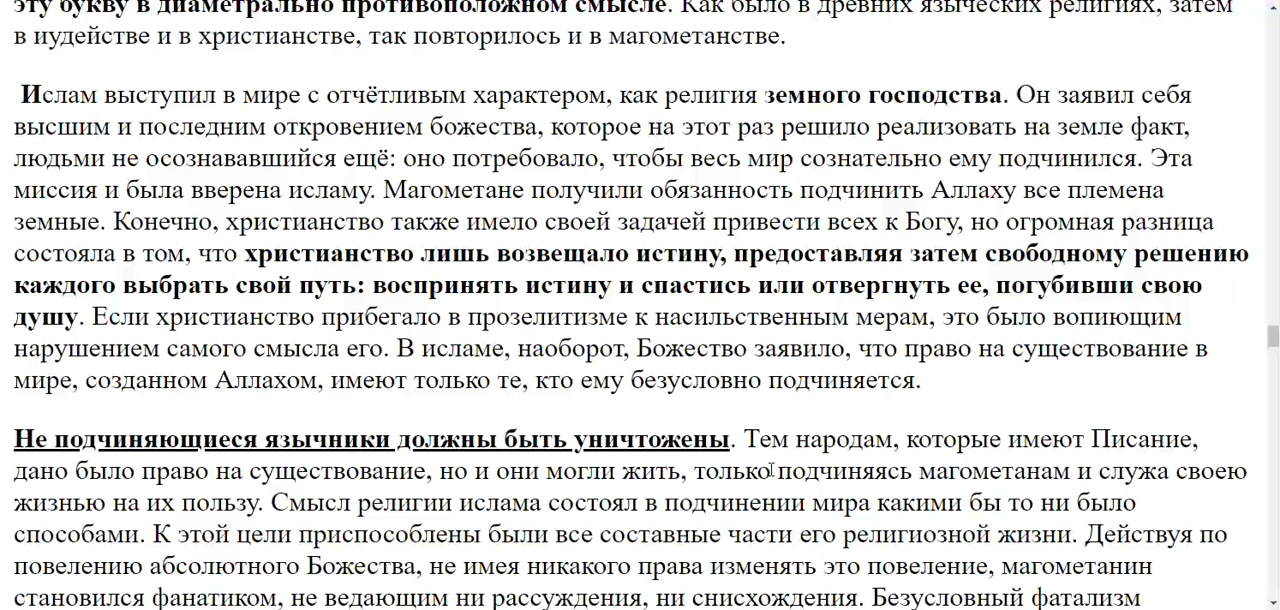 эту букву в диаметрально противоположном смысле. Как было в древних языческих религиях, затем
в иудействе и в христианстве, так повторилось и в магометанстве.
Ислам выступил в мире с отчётливым характером, как религия земного господства. Он заявил себя
высшим и последним откровением божества, которое на этот раз решило реализовать на земле факт,
людьми не осознававшийся ещё: оно потребовало, чтобы весь мир сознательно ему подчинился. Эта
миссия и была вверена исламу. Магометане получили обязанность подчинить Аллаху все племена
земные. Конечно, христианство также имело своей задачей привести всех к Богу, но огромная разница
состояла в том, что христианство лишь возвещало истину, предоставляя затем свободному решению
каждого выбрать свой путь: воспринять истину и спастись или отвергнуть ее, погубивши свою
душу. Если христианство прибегало в прозелитизме к насильственным мерам, это было вопиющим
нарушением самого смысла его. В исламе, наоборот, Божество заявило, что право на существование в
мире, созданном Аллахом, имеют только те, кто ему безусловно подчиняется.
Не подчиняющиеся язычники должны быть уничтожены. Тем народам, которые имеют Писание,
дано было право на существование, но и они могли жить, только подчиняясь магометанам и служа своею
жизнью на их пользу. Смысл религии ислама состоял в подчинении мира какими бы то ни было
способами. К этой цели приспособлены были все составные части его религиозной жизни. Действуя по
повелению абсолютного Божества, не имея никакого права изменять это повеление, магометанин
становился фанатиком, не ведающим ни рассуждения, ни снисхождения. Безусловный фатализм